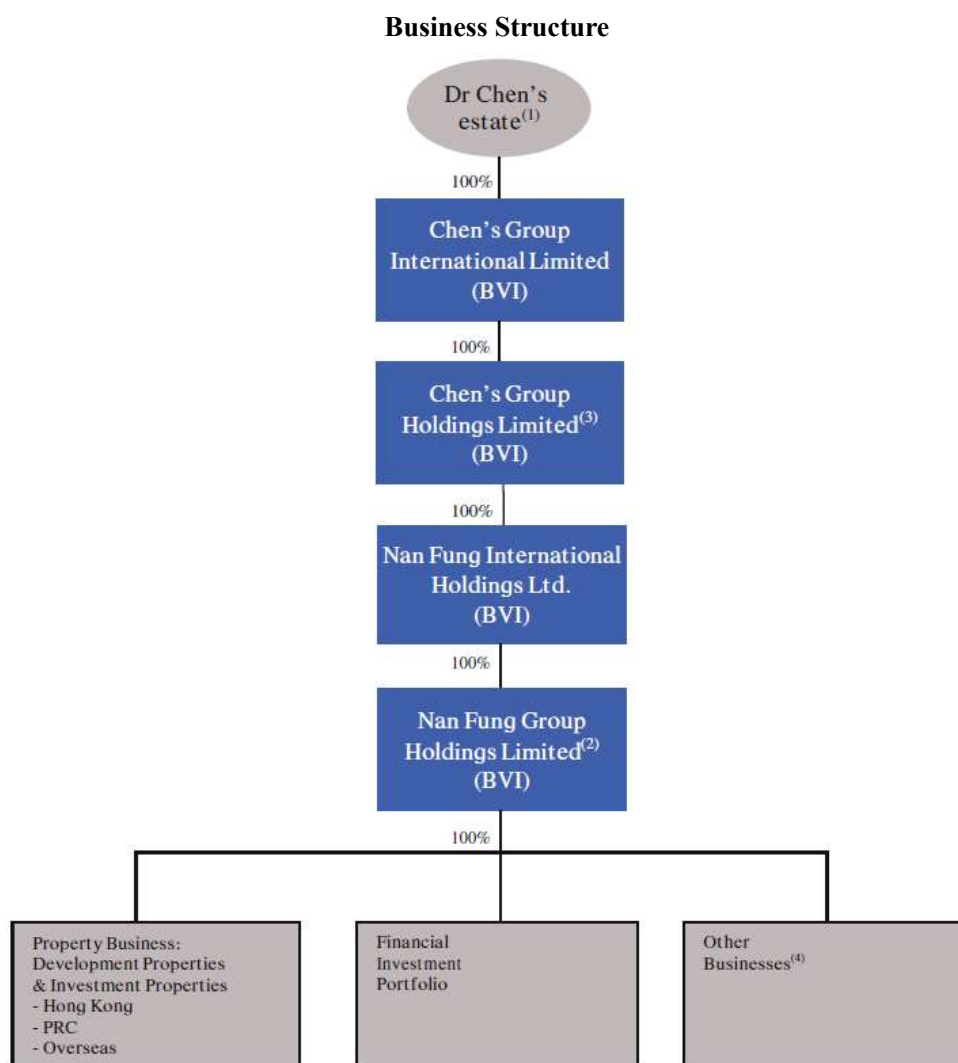 Business Structure
Dr Chen's
estate(1)
100%
Chen's Group
International Limited
(BVI)
100%
Chen's Group
Holdings Limited(3)
(BVI)
100%
Nan Fung International
Holdings Ltd.
(BVI)
100%
Nan Fung Group
Holdings Limited(2)
(BVI)
100%
Property Business:
Development Properties
& Investment Properties
- Hong Kong
- PRC
- Overseas
Financial
Investment
Portfolio
Other
Businesses(4)